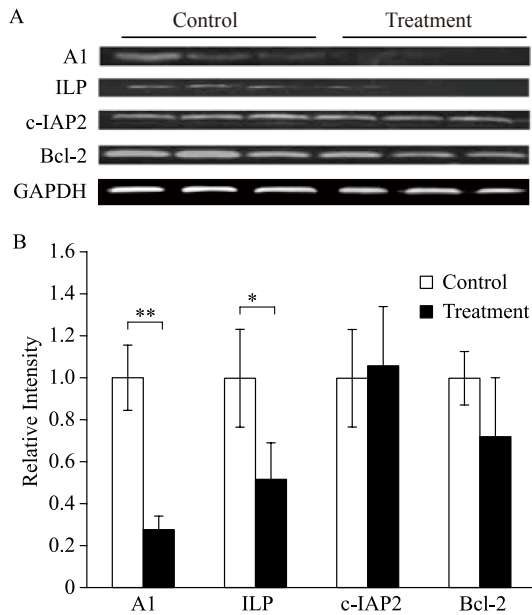 A
Control Treatment
A1
ILP
c-IAP2
Bcl-2
GAPDH
B
1.6
1.4
1.2
1.0
0.8
0.6
0.4
0.2
0
Relative Intensity
Control
Treatment
**
*
A1 ILP c-IAP2 Bcl-2